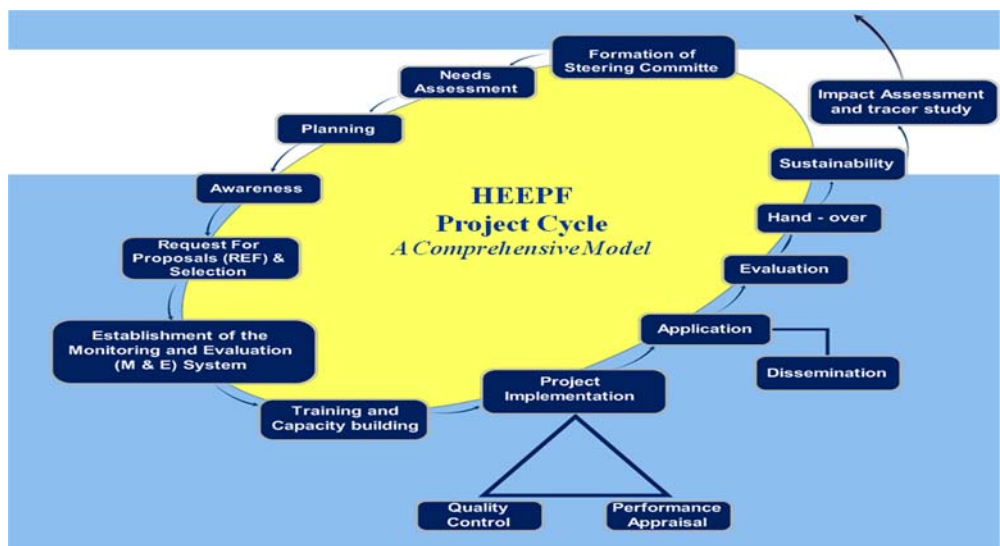 Formation of
Steering Committe
Needs
Assessment
Planning
Awareness
Request For
Proposals (REF) &
Selection
Establishment of the
Monitoring and Evaluation
(M & E) System
Training and
Capacity building
Project
Implementation
Quality
Control
Performance
Appraisal
Application
Dissemination
Evaluation
Hand - over
Sustainability
Impact Assessment
and tracer study
HEEPF
Project Cycle
A Comprehensive Model